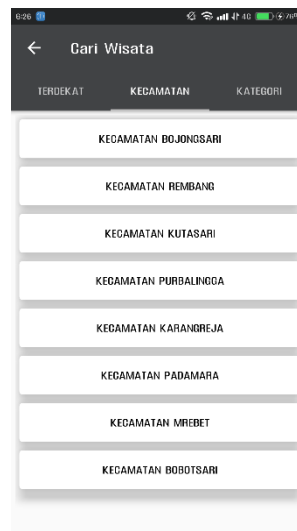 6:26
4G 76%
Cari Wisata
TERDEKAT KECAMATAN KATEGORI
KECAMATAN BOJONGSARI
KECAMATAN REMBANG
KECAMATAN KUTASARI
KECAMATAN PURBALINGGA
KECAMATAN KARANGREJA
KECAMATAN PADAMARA
KECAMATAN MREBET
KECAMATAN BOBOTSARI